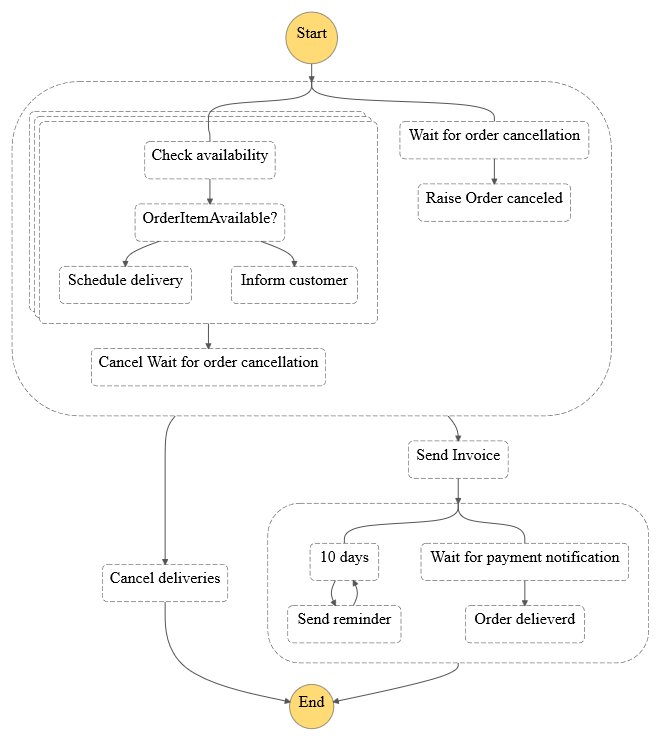 Start
Check availability
Wait for order cancellation
OrderItemAvailable?
Raise Order canceled
Schedule delivery
Inform customer
Cancel Wait for order cancellation
Send Invoice
Cancel deliveries
10 days
Wait for payment notification
Send reminder
Order delieverd
End